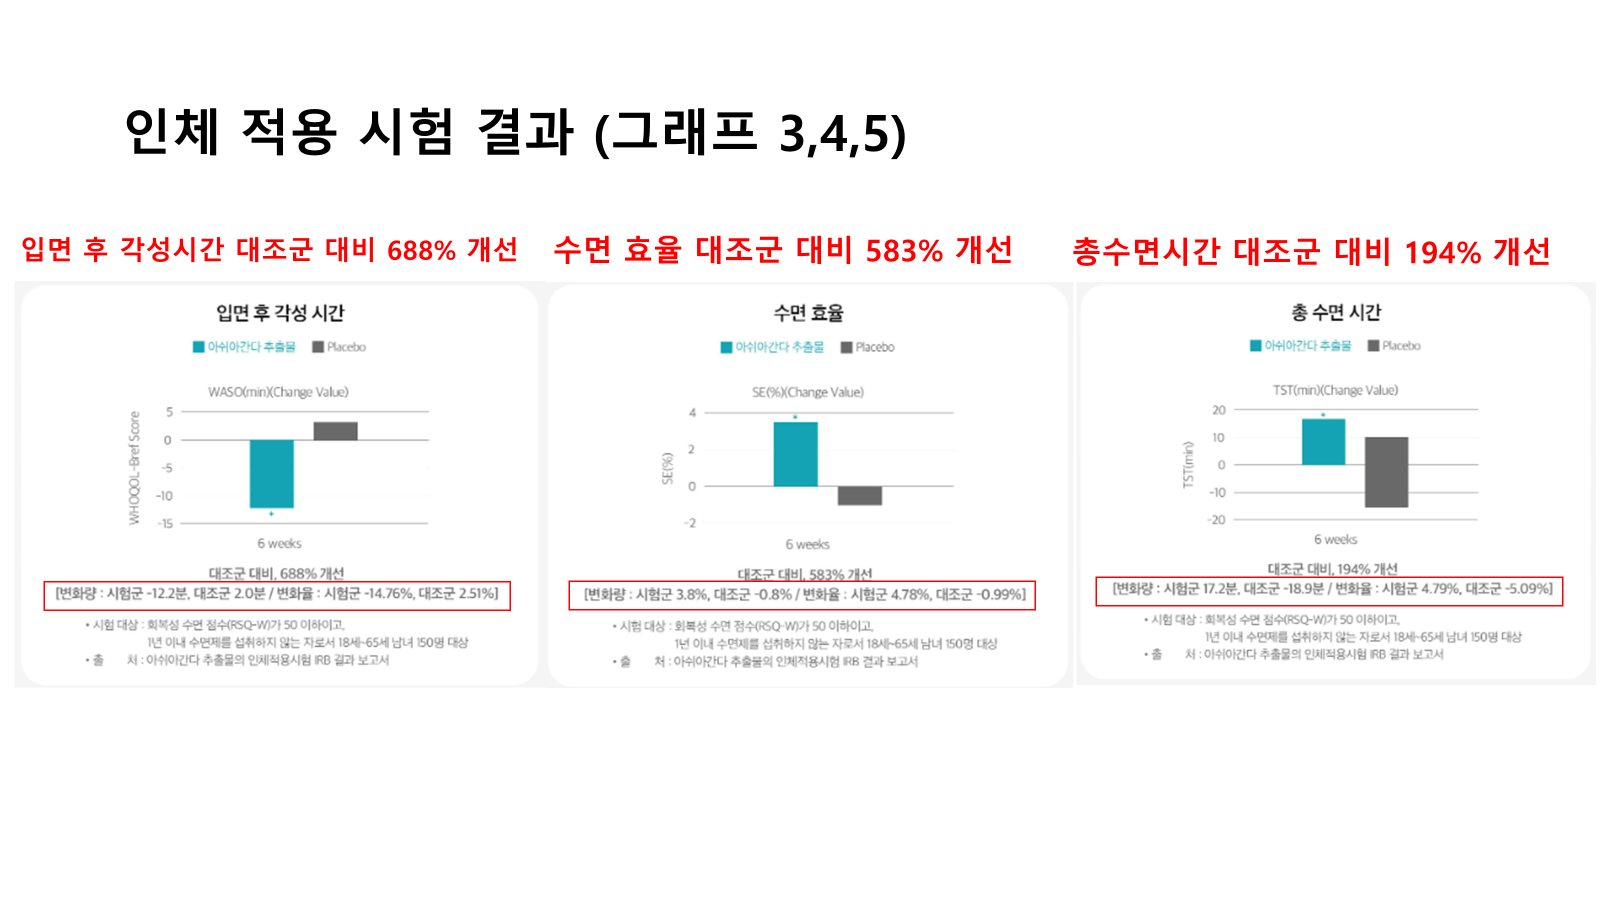 인체 적용 시험 결과 (그래프 3,4,5)
입면 후 각성시간 대조군 대비 688% 개선
입면 후 각성 시간
아쉬아간다 추출물 Placebo
WASO(min)(Change Value)
WHOQOL-Bref Score
5
0
-5
-10
-15
*
6 weeks
대조군 대비, 688% 개선
[변화량 : 시험군 -12.2분, 대조군 2.0분 / 변화율 : 시험군 -14.76%, 대조군 2.51%]
• 시험 대상 : 회복성 수면 점수(RSQ-W)가 50 이하이고,
1년 이내 수면제를 섭취하지 않는 자로서 18세~65세 남녀 150명 대상
• 출 처 : 아쉬아간다 추출물의 인체적용시험 IRB 결과 보고서
수면 효율 대조군 대비 583% 개선
수면 효율
아쉬아간다 추출물 Placebo
SE(%)(Change Value)
SE(%)
4
2
0
-2
*
6 weeks
대조군 대비, 583% 개선
[변화량 : 시험군 3.8%, 대조군 -0.8% / 변화율 : 시험군 4.78%, 대조군 -0.99%]
• 시험 대상 : 회복성 수면 점수(RSQ-W)가 50 이하이고,
1년 이내 수면제를 섭취하지 않는 자로서 18세~65세 남녀 150명 대상
• 출 처 : 아쉬아간다 추출물의 인체적용시험 IRB 결과 보고서
총수면시간 대조군 대비 194% 개선
총 수면 시간
아쉬아간다 추출물 Placebo
TST(min)(Change Value)
TST(min)
20
10
0
-10
-20
*
6 weeks
대조군 대비, 194% 개선
[변화량 : 시험군 17.2분, 대조군 -18.9분 / 변화율 : 시험군 4.79%, 대조군 -5.09%]
• 시험 대상 : 회복성 수면 점수(RSQ-W)가 50 이하이고,
1년 이내 수면제를 섭취하지 않는 자로서 18세~65세 남녀 150명 대상
• 출 처 : 아쉬아간다 추출물의 인체적용시험 IRB 결과 보고서